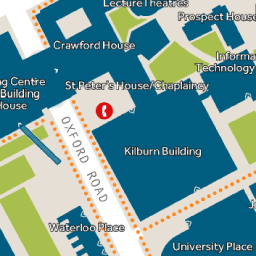 Lecture Theatres
Prospect House
Crawford House
Informa
Technology
ng Centre
Building
House
St Peter's House/Chaplaincy
OXFORD ROAD
Kilburn Building
Waterloo Place
University Place